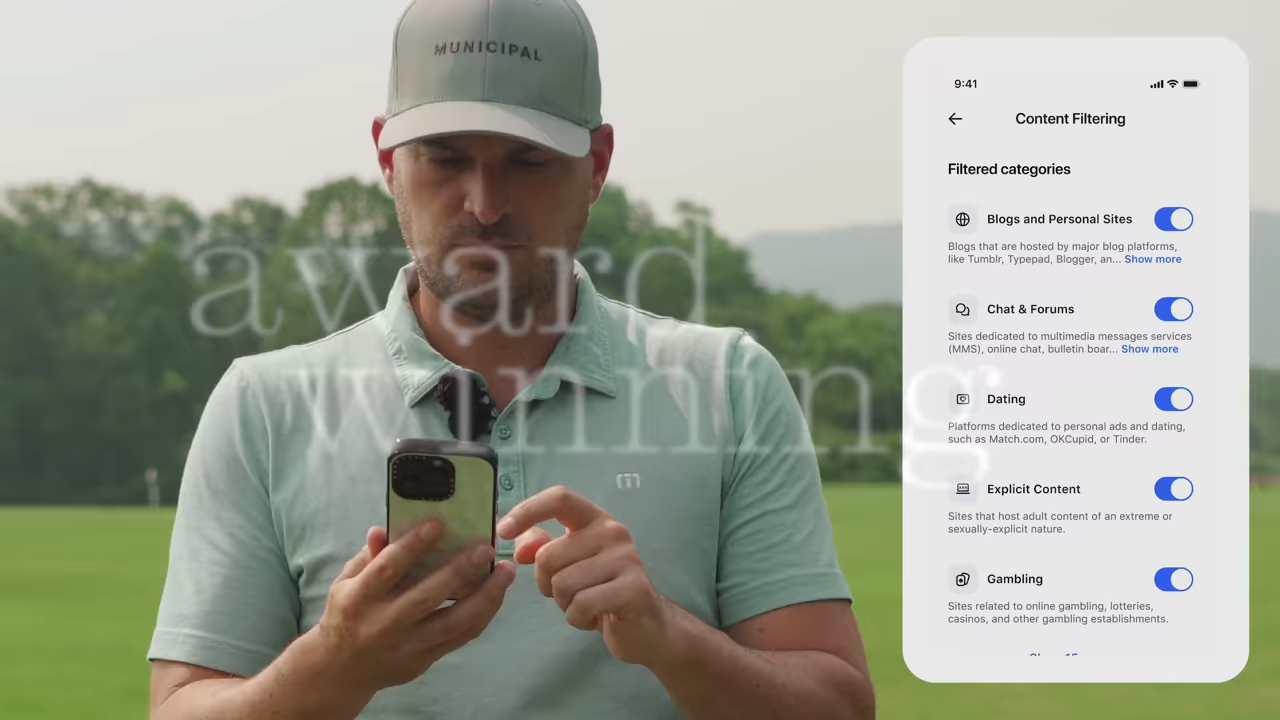 MUNICIPAL
award
winning
9:41
Content Filtering
Filtered categories
Blogs and Personal Sites
Blogs that are hosted by major blog platforms,
like Tumblr, Typepad, Blogger, an... Show more
Chat & Forums
Sites dedicated to multimedia messages services
(MMS), online chat, bulletin boar... Show more
Dating
Platforms dedicated to personal ads and dating,
such as Match.com, OKCupid, or Tinder.
Explicit Content
Sites that host adult content of an extreme or
sexually-explicit nature.
Gambling
Sites related to online gambling, lotteries,
casinos, and other gambling establishments.